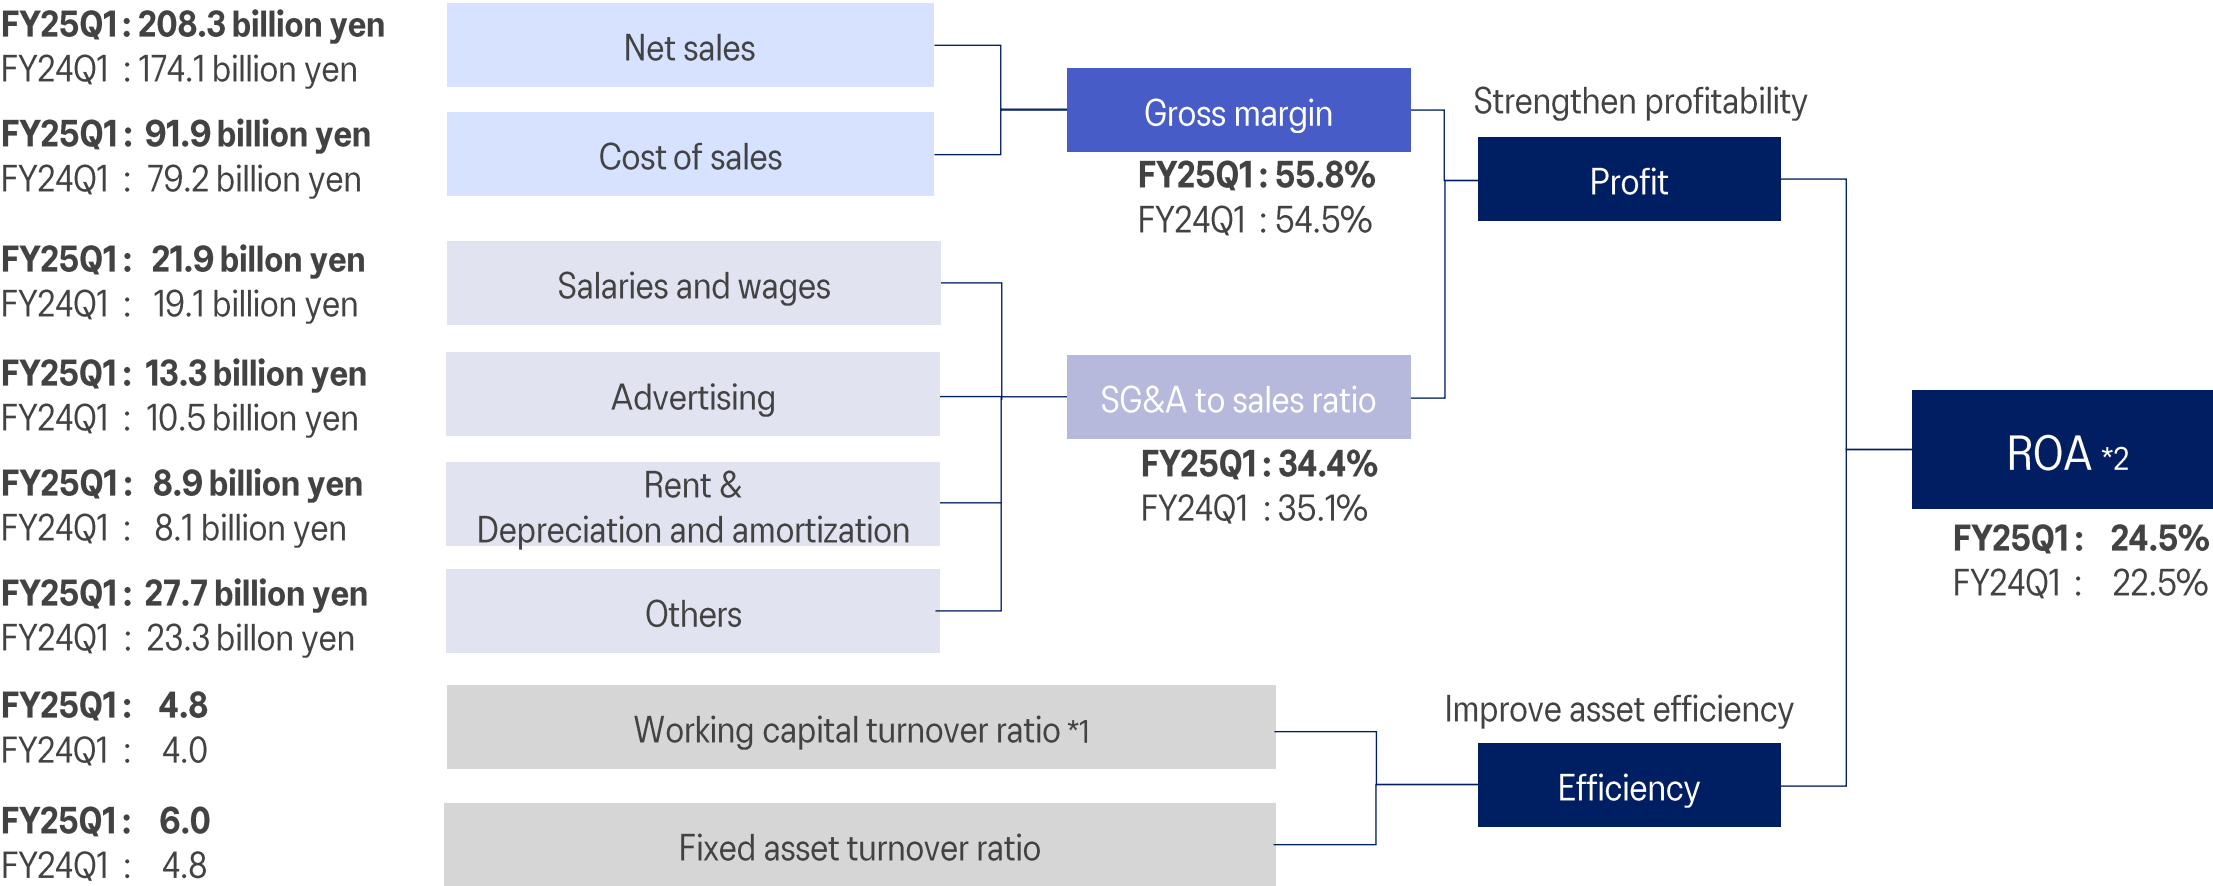 FY25Q1 : 208.3 billion yen
FY24Q1 : 174.1 billion yen
Net sales
FY25Q1 : 91.9 billion yen
FY24Q1 : 79.2 billion yen
Cost of sales
Gross margin
FY25Q1 : 55.8%
FY24Q1 : 54.5%
Strengthen profitability
Profit
FY25Q1 : 21.9 billon yen
FY24Q1 : 19.1 billion yen
Salaries and wages
FY25Q1 : 13.3 billion yen
FY24Q1 : 10.5 billion yen
Advertising
SG&A to sales ratio
FY25Q1 : 34.4%
FY24Q1 : 35.1%
FY25Q1 : 8.9 billion yen
FY24Q1 : 8.1 billion yen
Rent &
Depreciation and amortization
FY25Q1 : 27.7 billion yen
FY24Q1 : 23.3 billon yen
Others
ROA *2
FY25Q1 : 24.5%
FY24Q1 : 22.5%
FY25Q1 : 4.8
FY24Q1 : 4.0
Working capital turnover ratio *1
Improve asset efficiency
Efficiency
FY25Q1 : 6.0
FY24Q1 : 4.8
Fixed asset turnover ratio